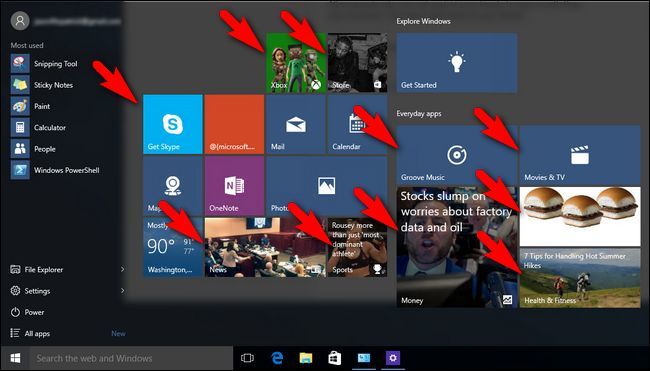 Most used
Snipping Tool
Sticky Notes
Paint
Calculator
People
Windows PowerShell
File Explorer
Settings
Power
All apps New
Search the web and Windows
Xbox
Store
Get Skype
@{microsoft....
Mail
Calendar
OneNote
Mostly
90° 91°
77°
Washington,...
News
Rousey more
than just 'most
dominant
athlete'
Sports
Explore Windows
Get Started
Everyday apps
Groove Music
Movies & TV
Stocks slump on
worries about factory
data and oil
Money
7 Tips for Handling Hot Summer
Hikes
Health & Fitness